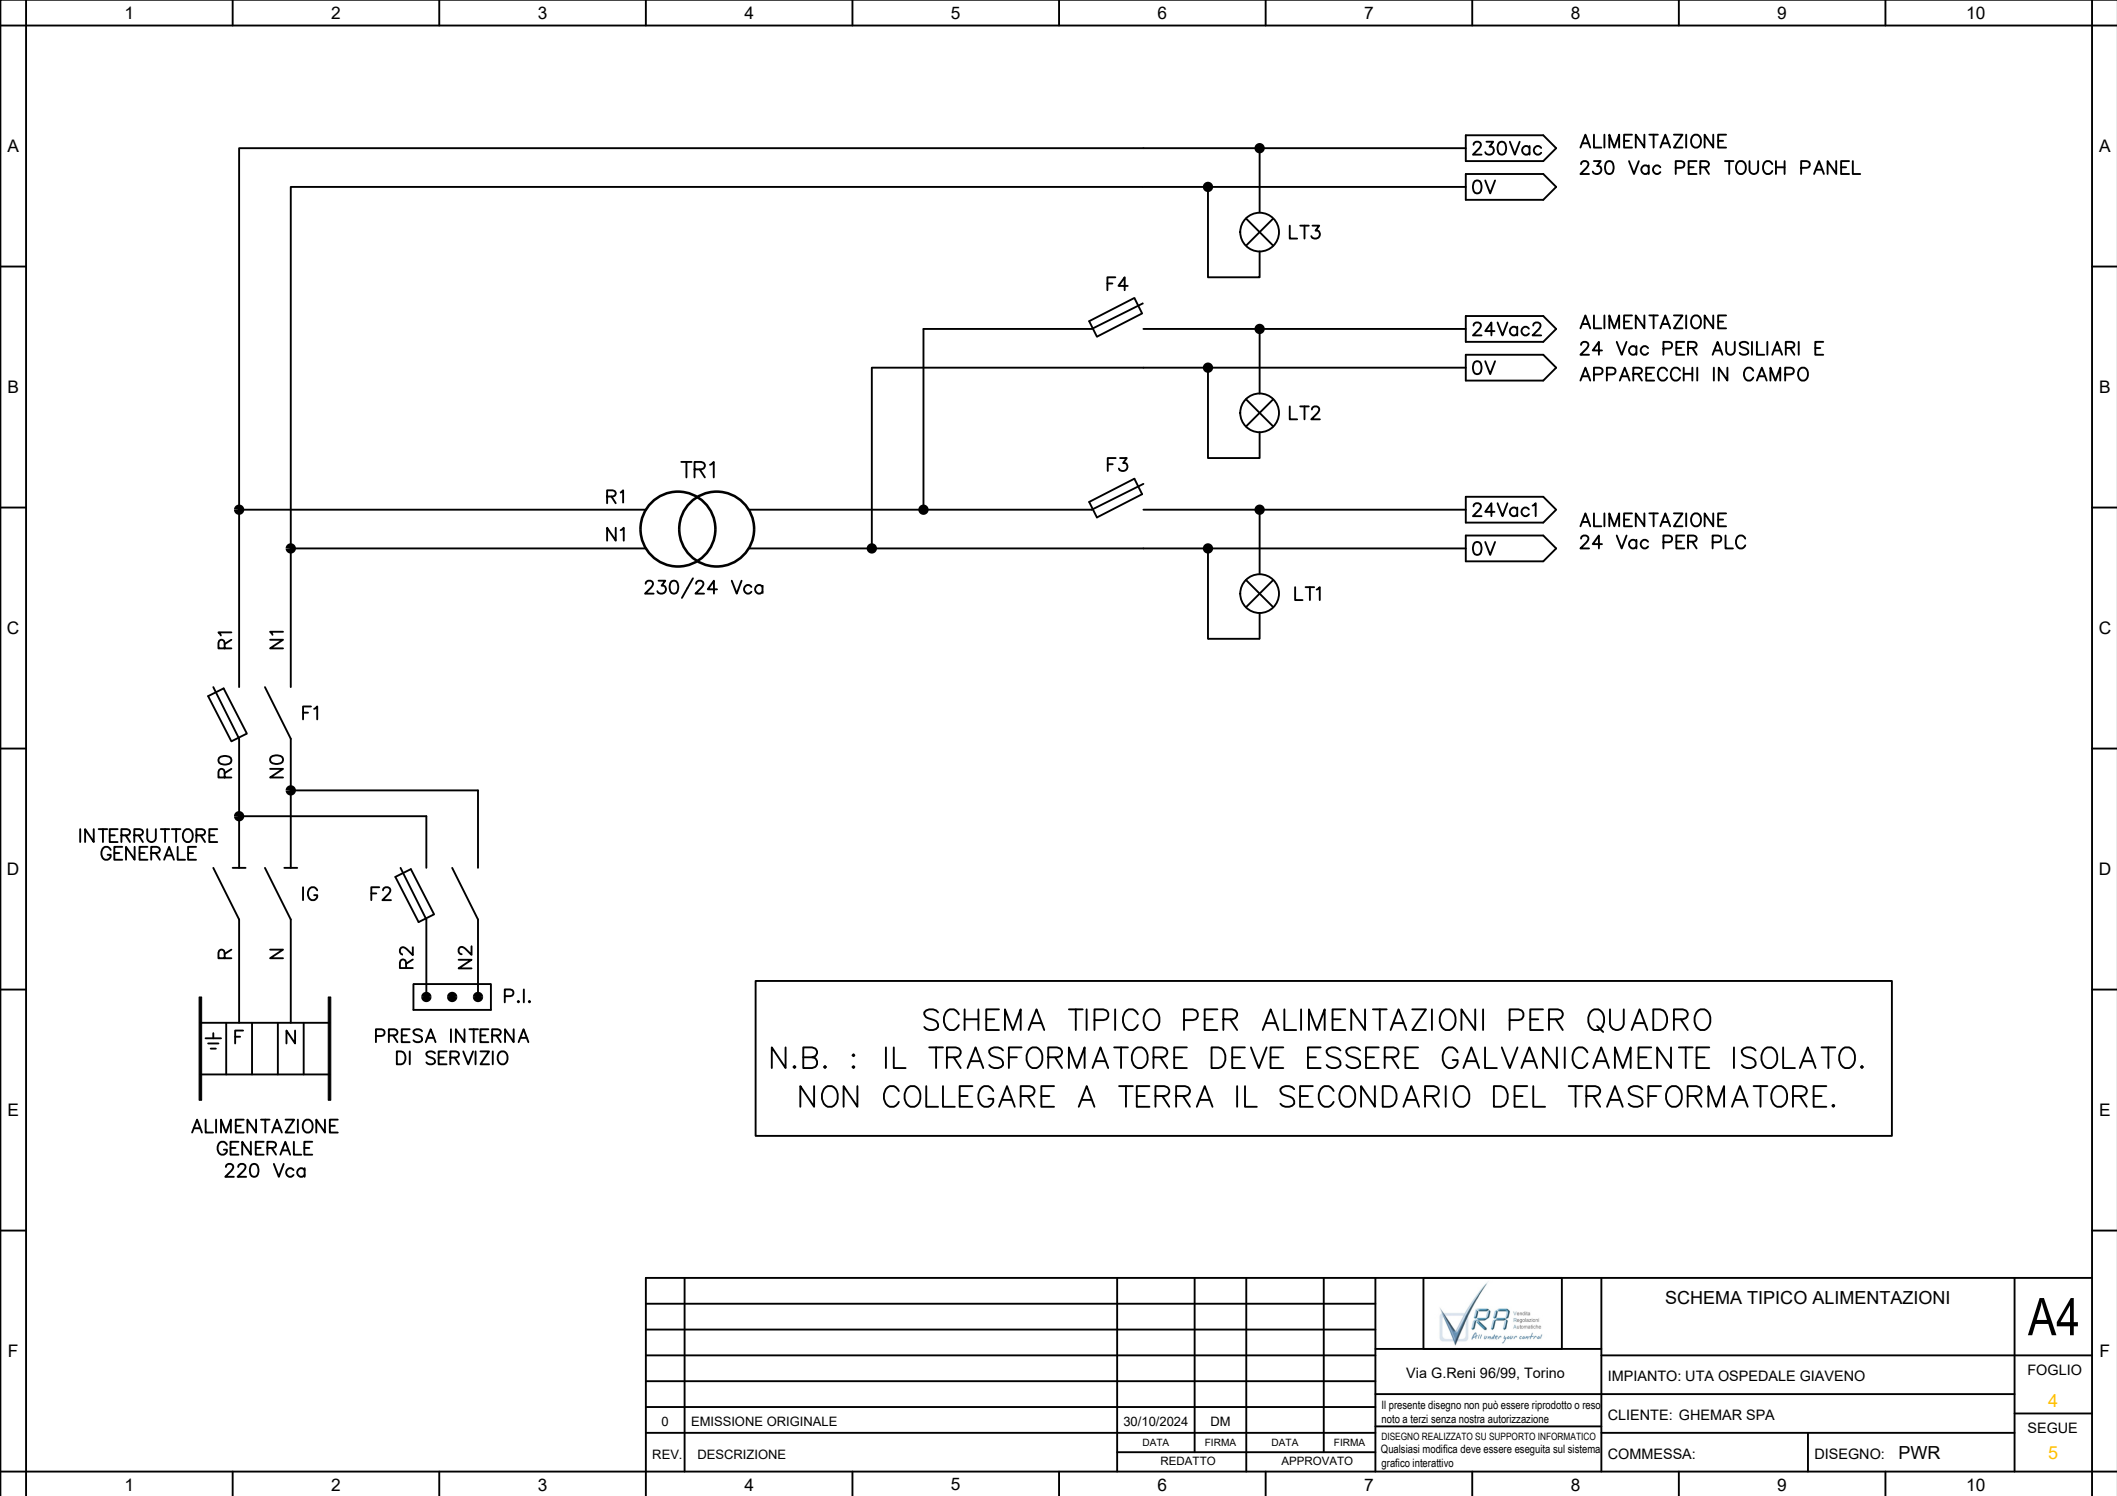 1 2 3 4 5 6 7 8 9 10
A A
230Vac
ALIMENTAZIONE
230 Vac PER TOUCH PANEL
0V
LT3
F4
24Vac2
ALIMENTAZIONE
24 Vac PER AUSILIARI E
APPARECCHI IN CAMPO
0V
B B
LT2
TR1
F3
R1
24Vac1
ALIMENTAZIONE
24 Vac PER PLC
N1
0V
230/24 Vca
LT1
C C
R1 N1
F1
R0 N0
INTERRUTTORE
GENERALE
D D
IG
F2
R N
R2 N2
P.I.
F N
PRESA INTERNA
DI SERVIZIO
SCHEMA TIPICO PER ALIMENTAZIONI PER QUADRO
N.B. : IL TRASFORMATORE DEVE ESSERE GALVANICAMENTE ISOLATO.
NON COLLEGARE A TERRA IL SECONDARIO DEL TRASFORMATORE.
E E
ALIMENTAZIONE
GENERALE
220 Vca
F F
VRA
Vendita
Regolazioni
Automatiche
All under your control
SCHEMA TIPICO ALIMENTAZIONI
A4
Via G.Reni 96/99, Torino
IMPIANTO: UTA OSPEDALE GIAVENO
FOGLIO
4
Il presente disegno non può essere riprodotto o reso
noto a terzi senza nostra autorizzazione
CLIENTE: GHEMAR SPA
SEGUE
5
0 EMISSIONE ORIGINALE 30/10/2024 DM
REV. DESCRIZIONE
DATA FIRMA DATA FIRMA
REDATTO APPROVATO
DISEGNO REALIZZATO SU SUPPORTO INFORMATICO
Qualsiasi modifica deve essere eseguita sul sistema
grafico interattivo
COMMESSA:
DISEGNO: PWR
1 2 3 4 5 6 7 8 9 10